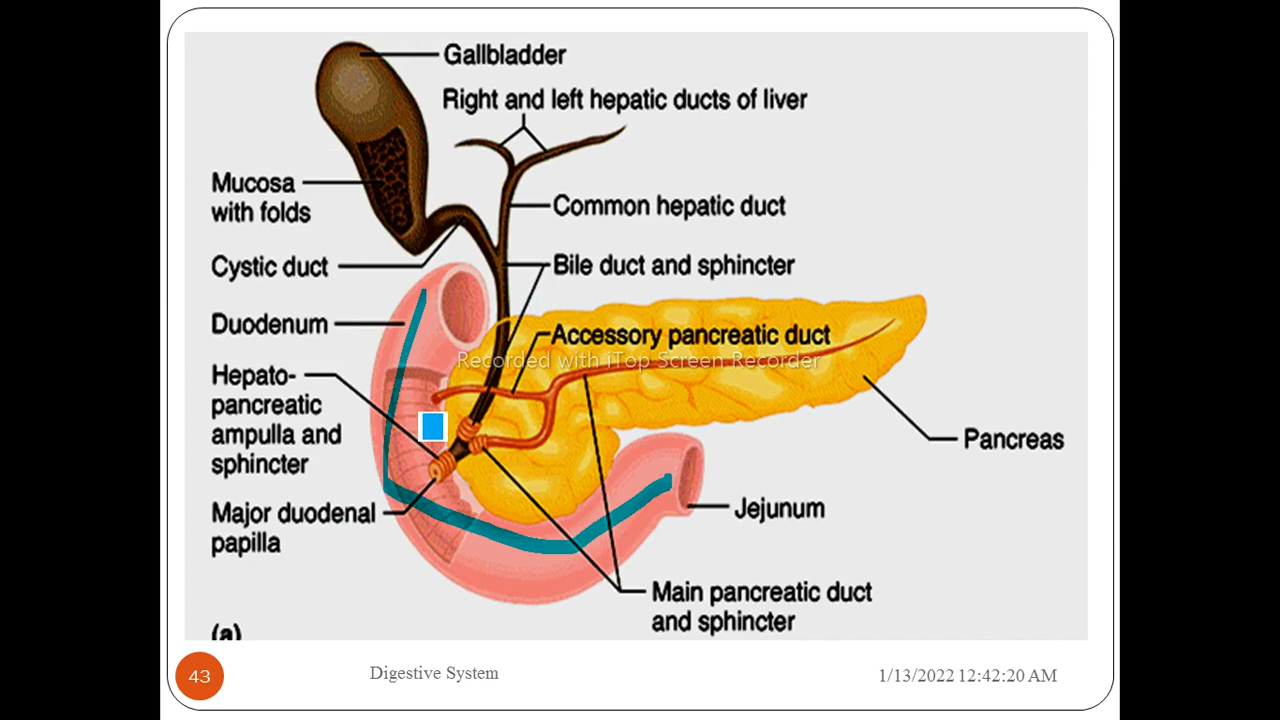 Gallbladder
Right and left hepatic ducts of liver
Mucosa
with folds
Common hepatic duct
Cystic duct
Bile duct and sphincter
Duodenum
Accessory pancreatic duct
Recorded with iTop Screen Recorder
Hepato-
pancreatic
ampulla and
sphincter
Pancreas
Major duodenal
papilla
Jejunum
Main pancreatic duct
and sphincter
(a)
43
Digestive System
1/13/2022 12:42:20 AM